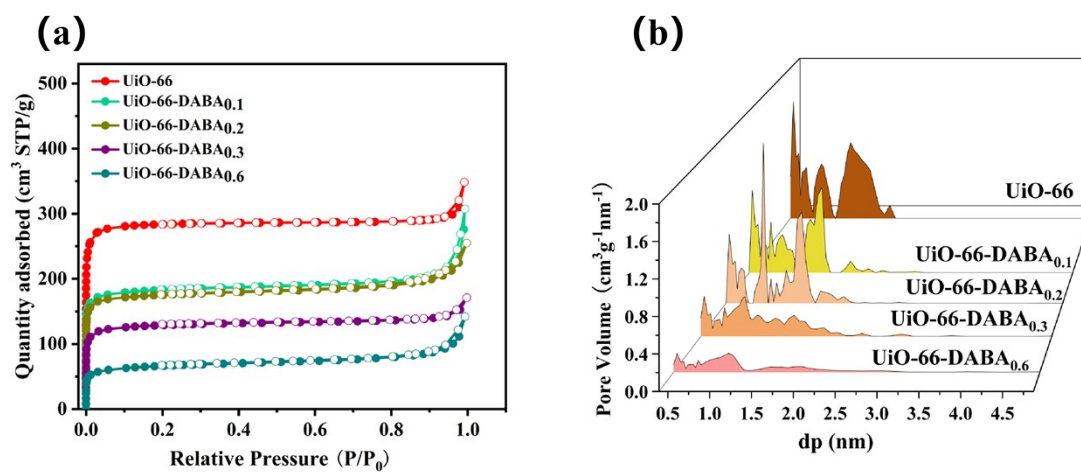 (a)
500
400
300
200
100
0
0.0 0.2 0.4 0.6 0.8 1.0
Quantity adsorbed (cm³ STP/g)
Relative Pressure (P/P₀)
UiO-66
UiO-66-DABA₀.₁
UiO-66-DABA₀.₂
UiO-66-DABA₀.₃
UiO-66-DABA₀.₆
(b)
2.0
1.6
1.2
0.8
0.4
0.0
0.5 1.0 1.5 2.0 2.5 3.0 3.5 4.0 4.5
Pore Volume (cm³g⁻¹nm⁻¹)
dp (nm)
UiO-66
UiO-66-DABA₀.₁
UiO-66-DABA₀.₂
UiO-66-DABA₀.₃
UiO-66-DABA₀.₆